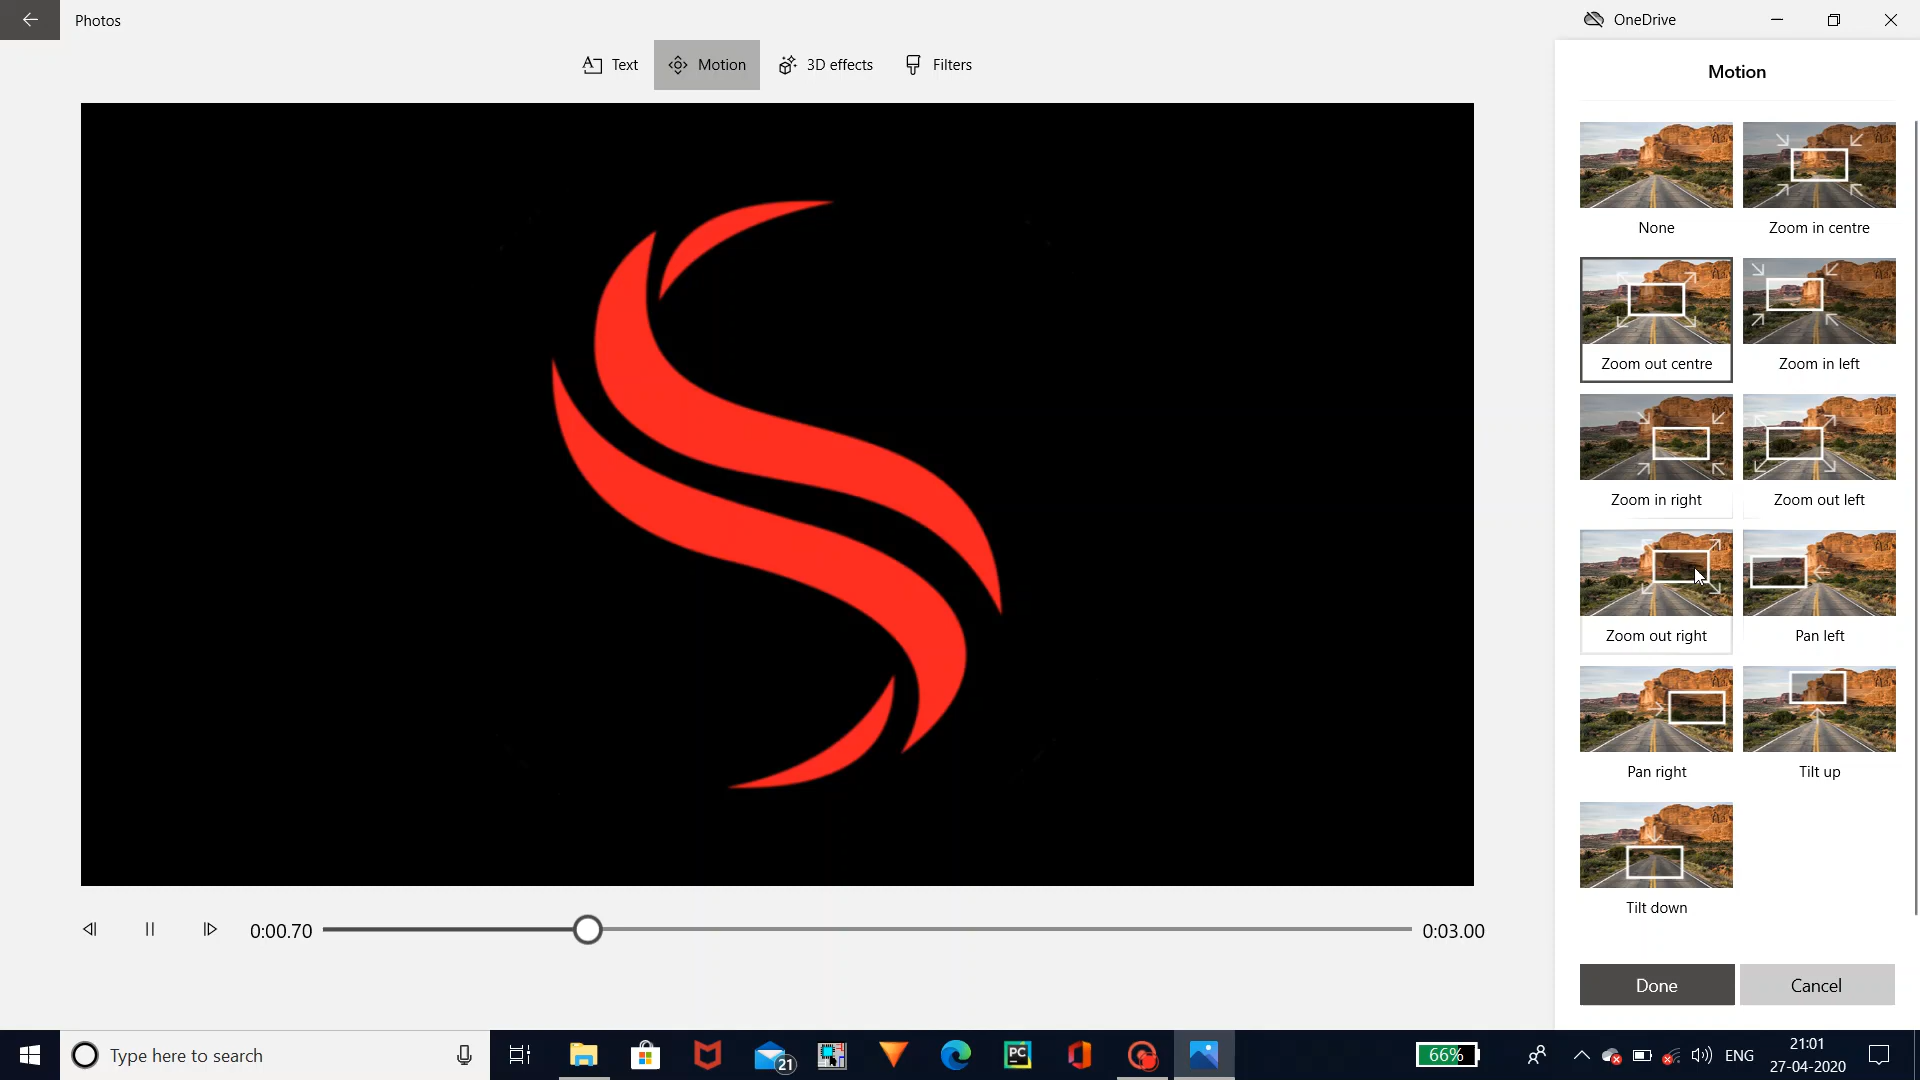 Photos
OneDrive
Text
Motion
3D effects
Filters
Motion
None
Zoom in centre
Zoom out centre
Zoom in left
Zoom in right
Zoom out left
Zoom out right
Pan left
Pan right
Tilt up
Tilt down
0:00.70
0:03.00
Done
Cancel
Type here to search
21
PC
66%
ENG
21:01
27-04-2020